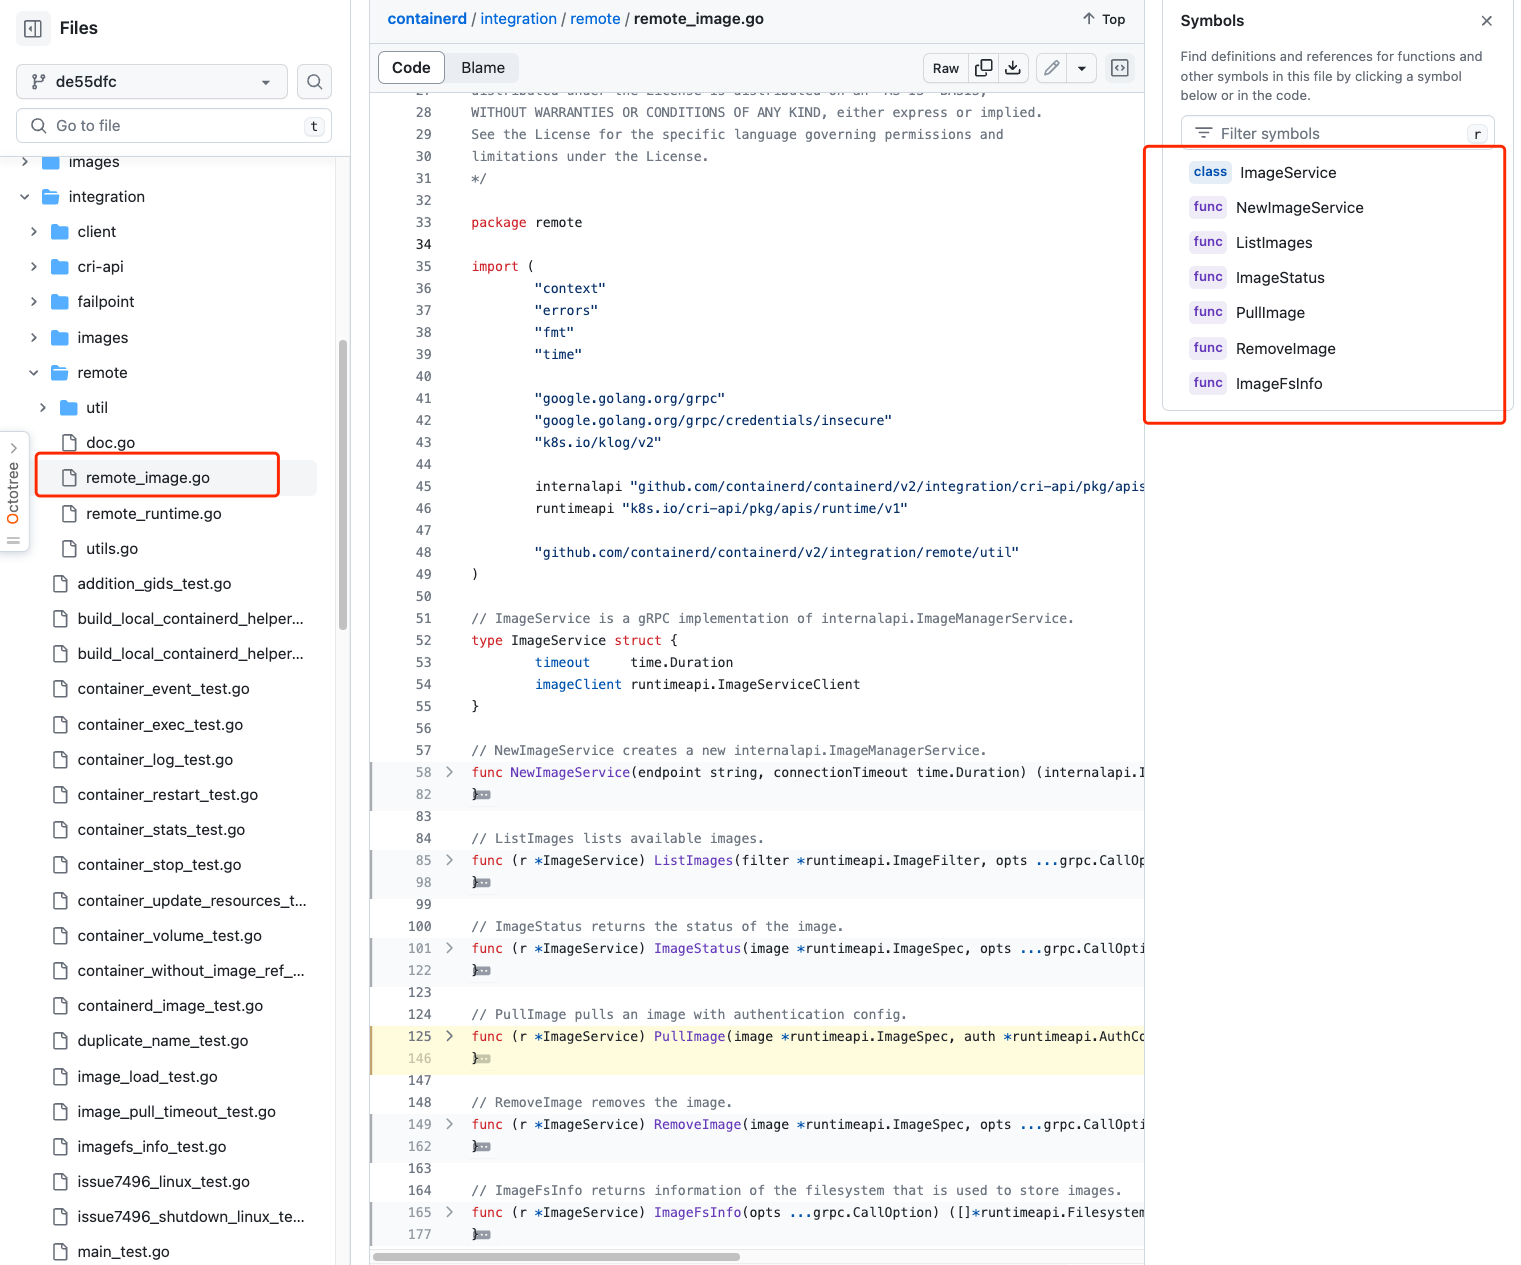 Files
de55dfc
Go to file
t
images
integration
client
cri-api
failpoint
images
remote
util
doc.go
remote_image.go
remote_runtime.go
utils.go
addition_gids_test.go
build_local_containerd_helper...
build_local_containerd_helper...
container_event_test.go
container_exec_test.go
container_log_test.go
container_restart_test.go
container_stats_test.go
container_stop_test.go
container_update_resources_t...
container_volume_test.go
container_without_image_ref_...
containerd_image_test.go
duplicate_name_test.go
image_load_test.go
image_pull_timeout_test.go
imagefs_info_test.go
issue7496_linux_test.go
issue7496_shutdown_linux_te...
main_test.go
Octotree
containerd / integration / remote / remote_image.go
Top
Code
Blame
Raw
27 distributed under the License is distributed on an "AS IS" BASIS,
28 WITHOUT WARRANTIES OR CONDITIONS OF ANY KIND, either express or implied.
29 See the License for the specific language governing permissions and
30 limitations under the License.
31 */
32
33 package remote
34
35 import (
36 "context"
37 "errors"
38 "fmt"
39 "time"
40
41 "google.golang.org/grpc"
42 "google.golang.org/grpc/credentials/insecure"
43 "k8s.io/klog/v2"
44
45 internalapi "github.com/containerd/containerd/v2/integration/cri-api/pkg/apis
46 runtimeapi "k8s.io/cri-api/pkg/apis/runtime/v1"
47
48 "github.com/containerd/containerd/v2/integration/remote/util"
49 )
50
51 // ImageService is a gRPC implementation of internalapi.ImageManagerService.
52 type ImageService struct {
53 timeout time.Duration
54 imageClient runtimeapi.ImageServiceClient
55 }
56
57 // NewImageService creates a new internalapi.ImageManagerService.
58 func NewImageService(endpoint string, connectionTimeout time.Duration) (internalapi.I
82 }
83
84 // ListImages lists available images.
85 func (r *ImageService) ListImages(filter *runtimeapi.ImageFilter, opts ...grpc.CallOp
98 }
99
100 // ImageStatus returns the status of the image.
101 func (r *ImageService) ImageStatus(image *runtimeapi.ImageSpec, opts ...grpc.CallOpti
122 }
123
124 // PullImage pulls an image with authentication config.
125 func (r *ImageService) PullImage(image *runtimeapi.ImageSpec, auth *runtimeapi.AuthCo
146 }
147
148 // RemoveImage removes the image.
149 func (r *ImageService) RemoveImage(image *runtimeapi.ImageSpec, opts ...grpc.CallOpti
162 }
163
164 // ImageFsInfo returns information of the filesystem that is used to store images.
165 func (r *ImageService) ImageFsInfo(opts ...grpc.CallOption) ([]*runtimeapi.Filesystem
177 }
Symbols
Find definitions and references for functions and
other symbols in this file by clicking a symbol
below or in the code.
Filter symbols
r
class ImageService
func NewImageService
func ListImages
func ImageStatus
func PullImage
func RemoveImage
func ImageFsInfo